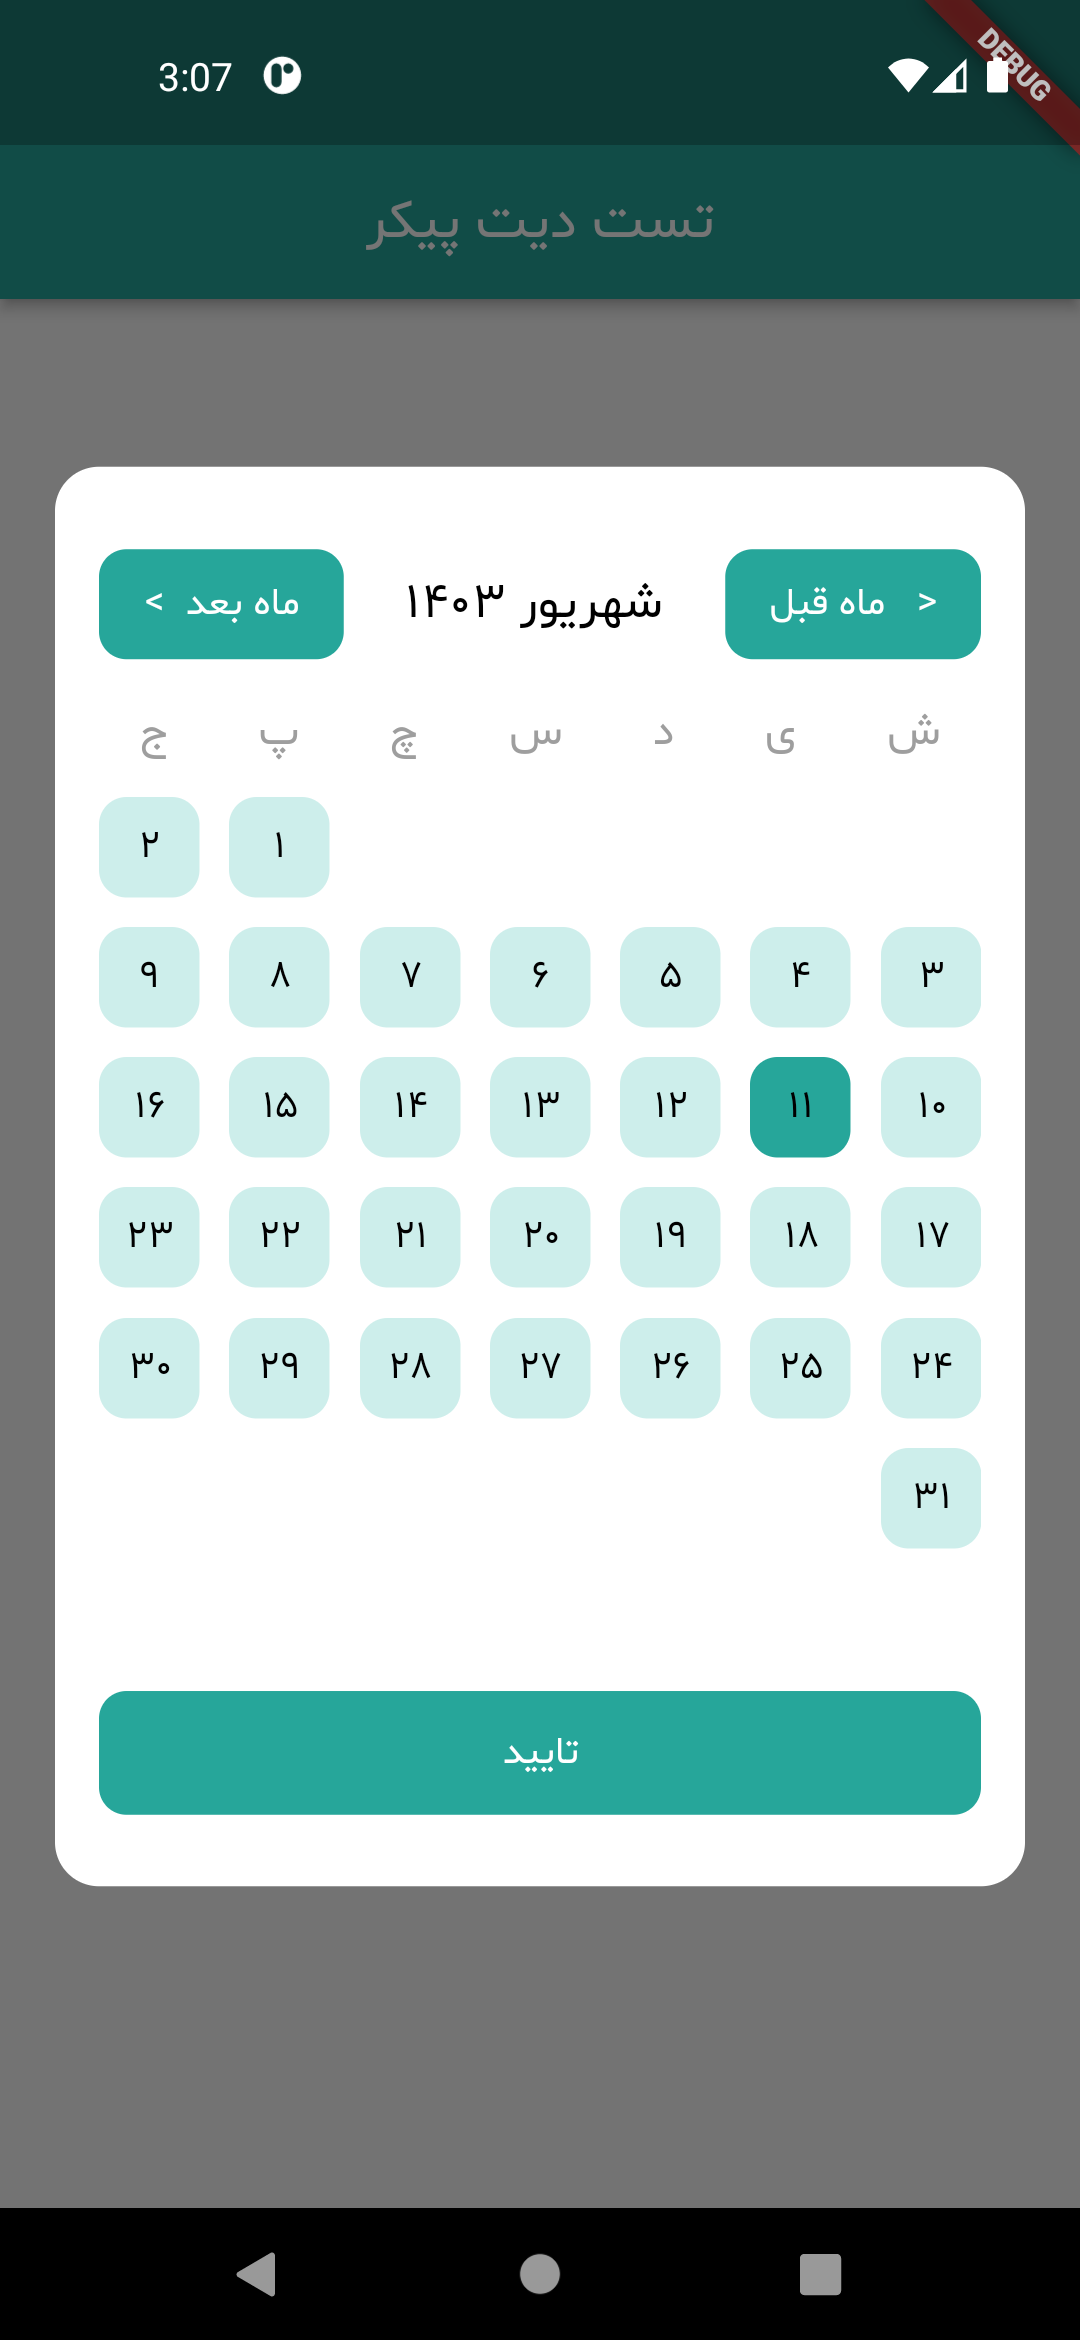 3:07
DEBUG
تست دیت پیکر
< ماه قبل شهریور ۱۴۰۳ ماه بعد >
ش ی د س چ پ ج
۱ ۲
۳ ۴ ۵ ۶ ۷ ۸ ۹
۱۰ ۱۱ ۱۲ ۱۳ ۱۴ ۱۵ ۱۶
۱۷ ۱۸ ۱۹ ۲۰ ۲۱ ۲۲ ۲۳
۲۴ ۲۵ ۲۶ ۲۷ ۲۸ ۲۹ ۳۰
۳۱
تایید